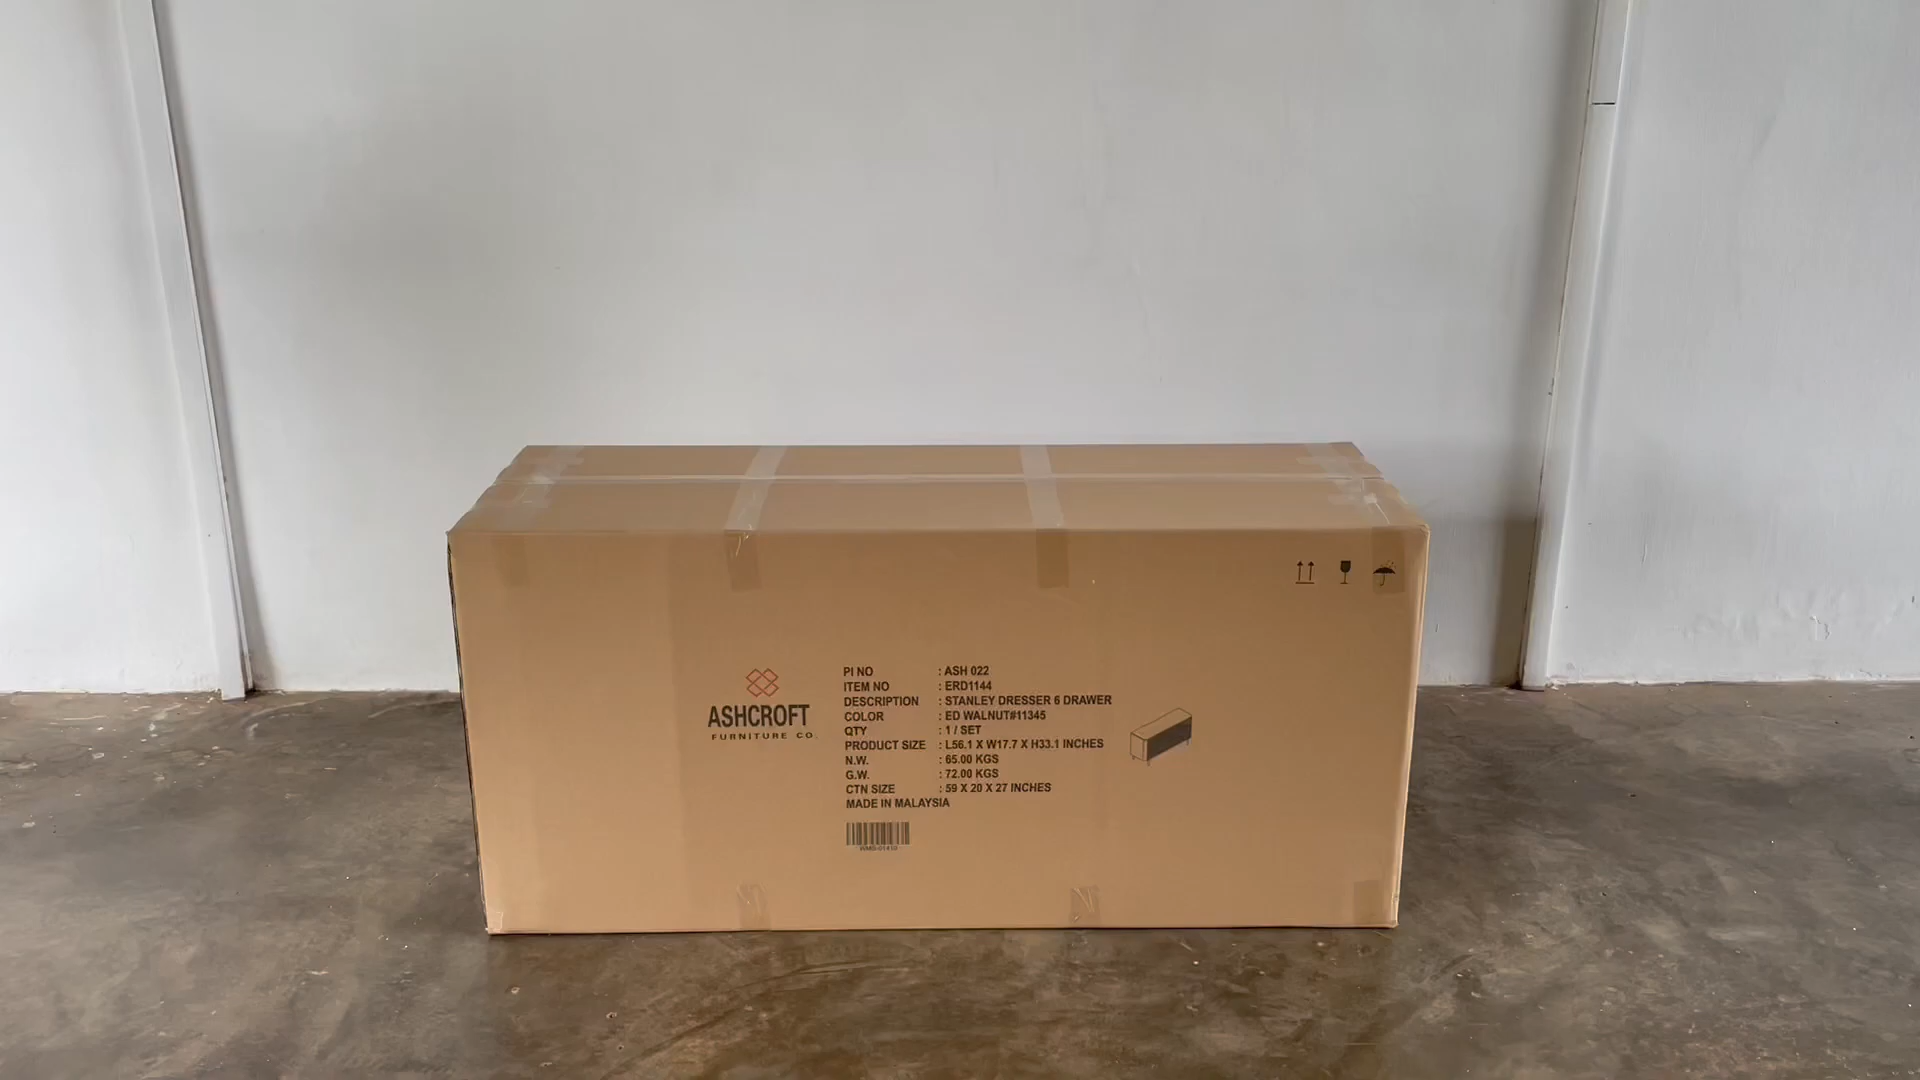 ASHCROFT
FURNITURE CO.
PI NO : ASH 022
ITEM NO : ERD1144
DESCRIPTION : STANLEY DRESSER 6 DRAWER
COLOR : ED WALNUT#11345
QTY : 1 / SET
PRODUCT SIZE : L56.1 X W17.7 X H33.1 INCHES
N.W. : 65.00 KGS
G.W. : 72.00 KGS
CTN SIZE : 59 X 20 X 27 INCHES
MADE IN MALAYSIA